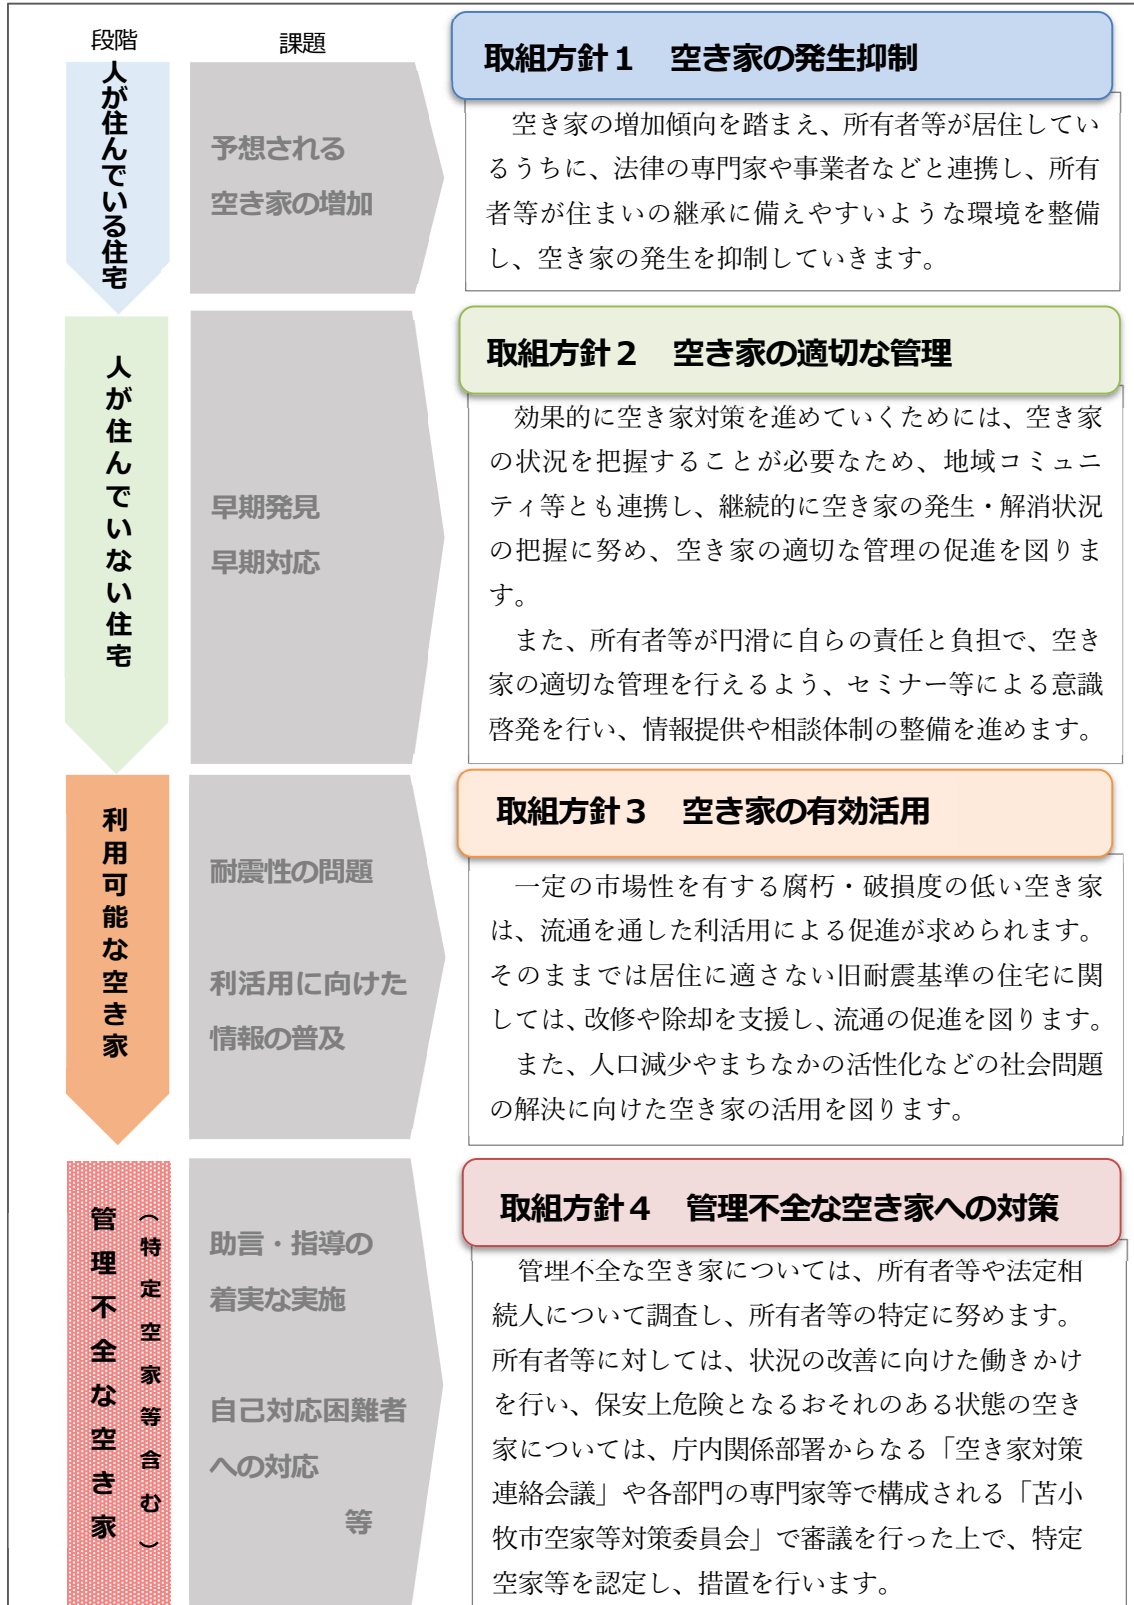 段階
課題
人が住んでいる住宅
予想される
空き家の増加
取組方針１　空き家の発生抑制
空き家の増加傾向を踏まえ、所有者等が居住してい
るうちに、法律の専門家や事業者などと連携し、所有
者等が住まいの継承に備えやすいような環境を整備
し、空き家の発生を抑制していきます。
人が住んでいない住宅
早期発見
早期対応
取組方針２　空き家の適切な管理
効果的に空き家対策を進めていくためには、空き家
の状況を把握することが必要なため、地域コミュニ
ティ等とも連携し、継続的に空き家の発生・解消状況
の把握に努め、空き家の適切な管理の促進を図りま
す。
また、所有者等が円滑に自らの責任と負担で、空き
家の適切な管理を行えるよう、セミナー等による意識
啓発を行い、情報提供や相談体制の整備を進めます。
利用可能な空き家
耐震性の問題
利活用に向けた
情報の普及
取組方針３　空き家の有効活用
一定の市場性を有する腐朽・破損度の低い空き家
は、流通を通した利活用による促進が求められます。
そのままでは居住に適さない旧耐震基準の住宅に関
しては、改修や除却を支援し、流通の促進を図ります。
また、人口減少やまちなかの活性化などの社会問題
の解決に向けた空き家の活用を図ります。
管理不全な空き家
（特定空家等含む）
助言・指導の
着実な実施
自己対応困難者
への対応
等
取組方針４　管理不全な空き家への対策
管理不全な空き家については、所有者等や法定相
続人について調査し、所有者等の特定に努めます。
所有者等に対しては、状況の改善に向けた働きかけ
を行い、保安上危険となるおそれのある状態の空き
家については、庁内関係部署からなる「空き家対策
連絡会議」や各部門の専門家等で構成される「苫小
牧市空家等対策委員会」で審議を行った上で、特定
空家等を認定し、措置を行います。